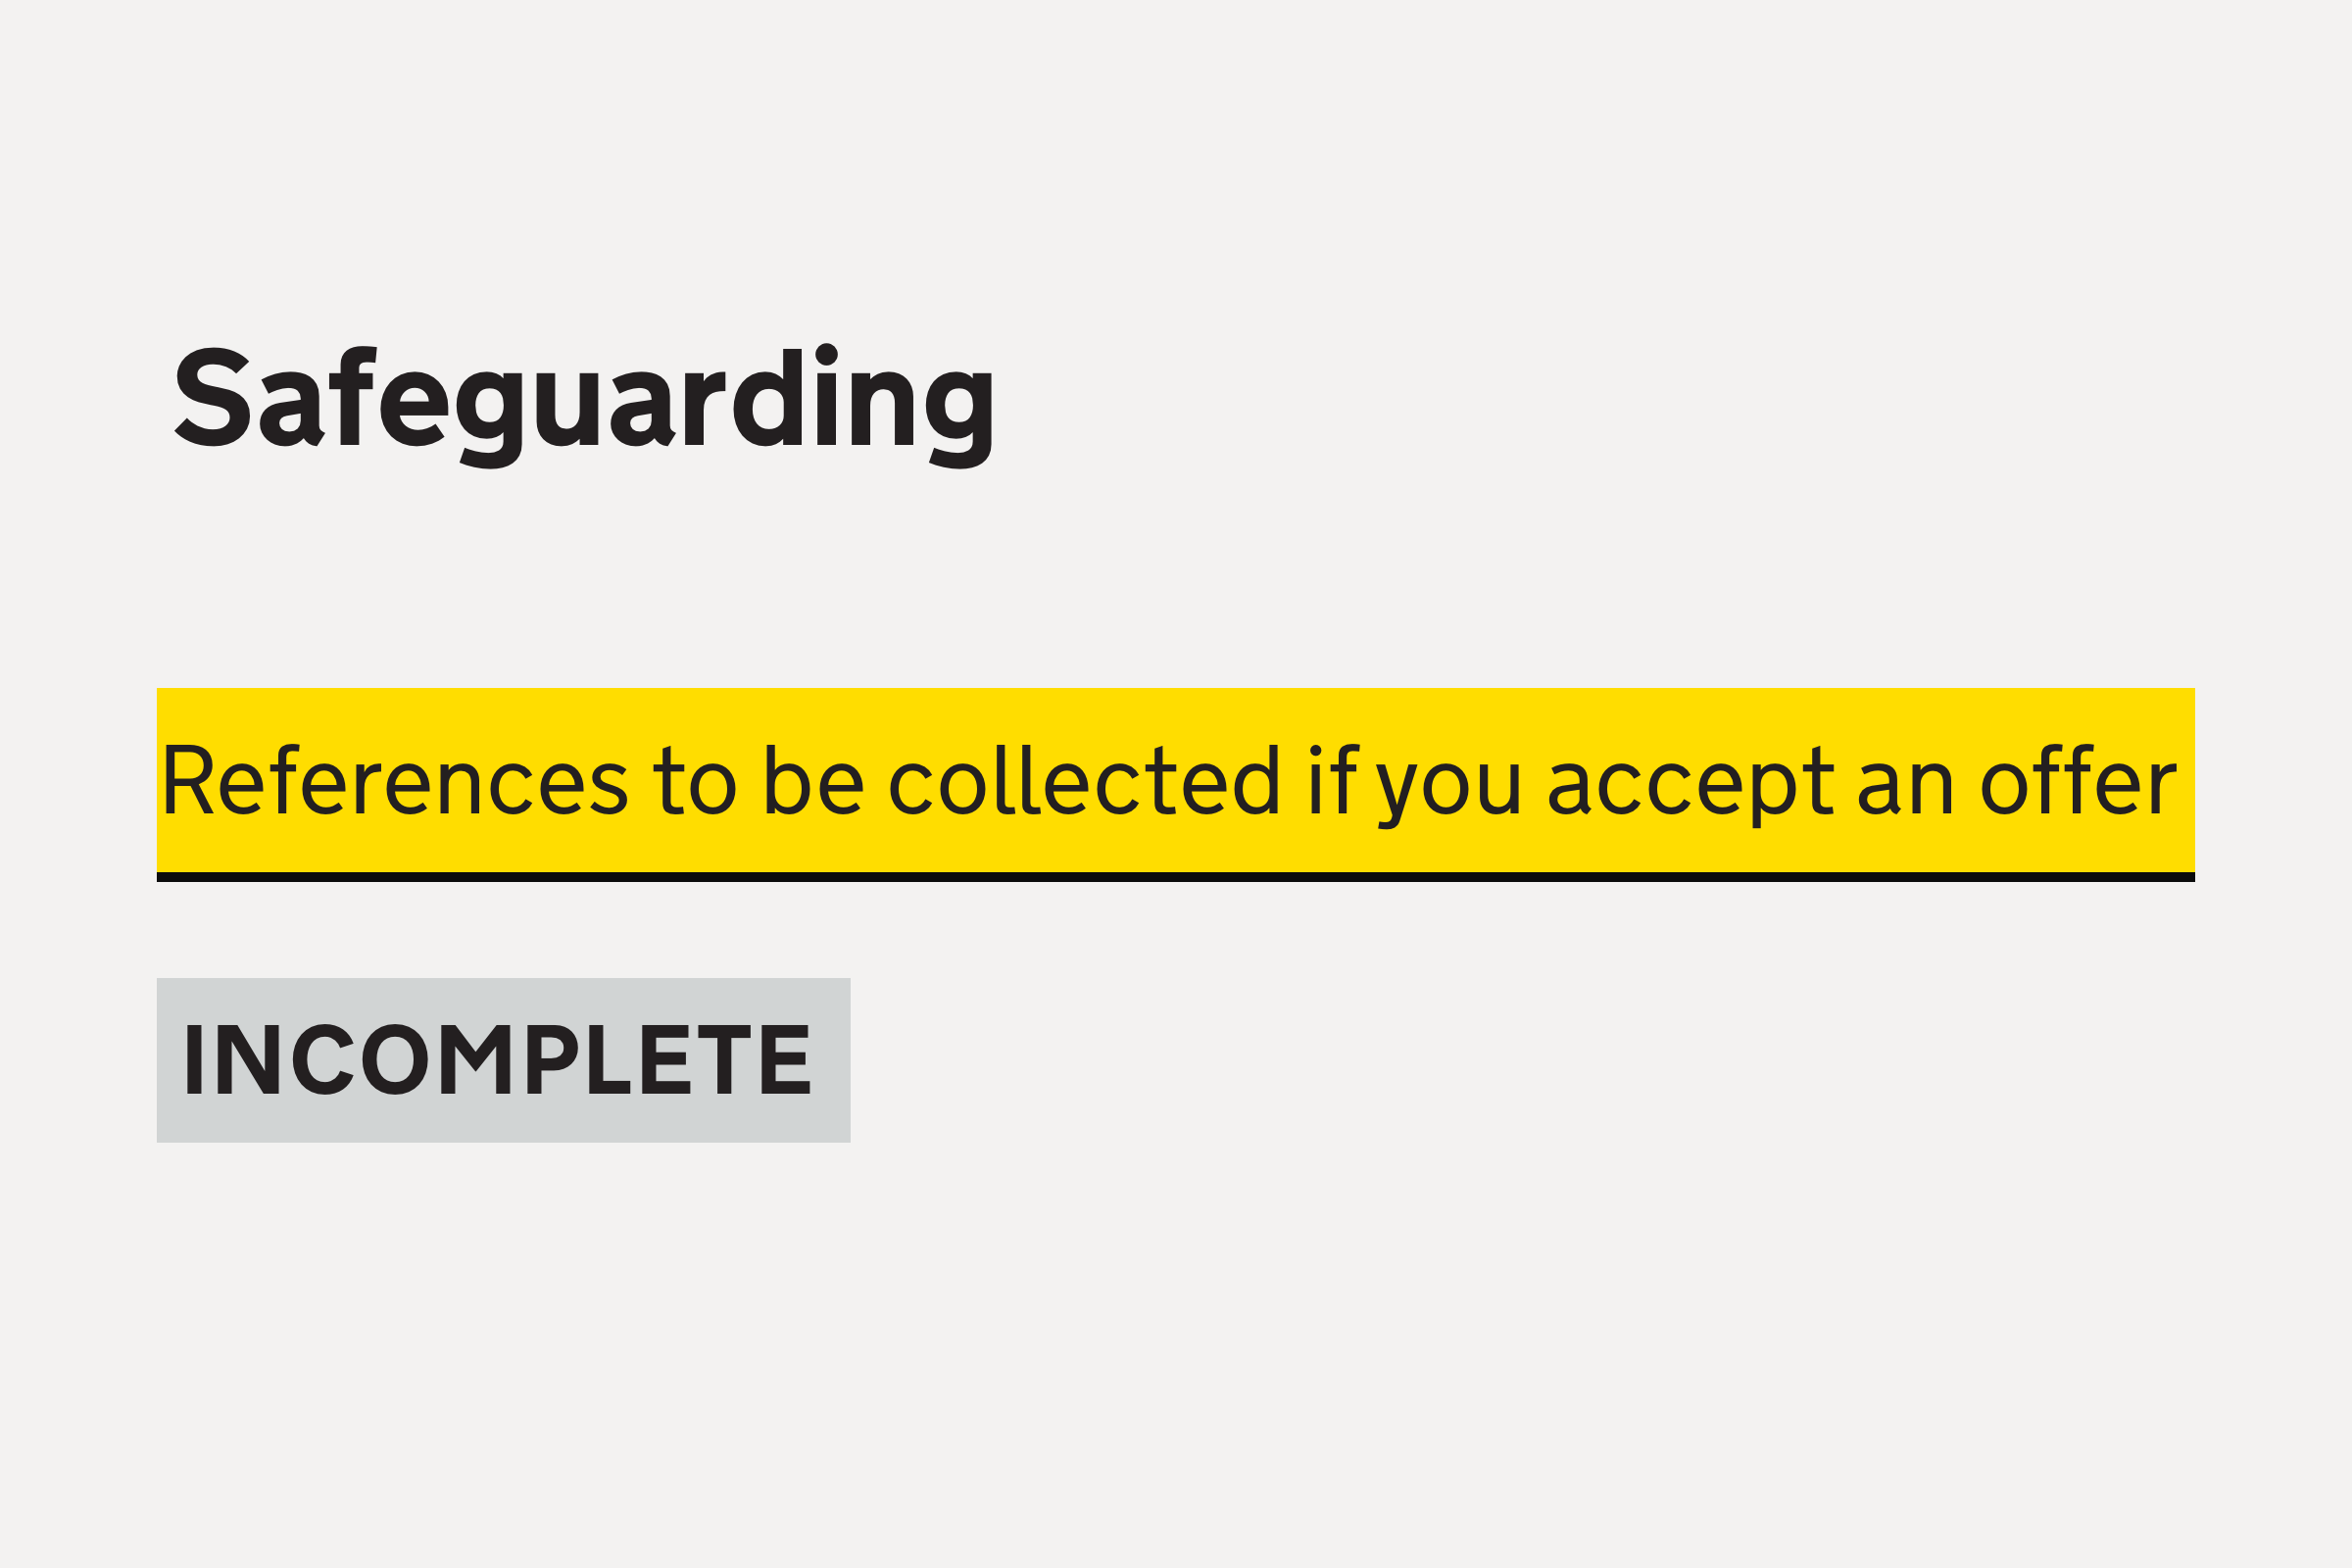 Safeguarding
References to be collected if you accept an offer
INCOMPLETE